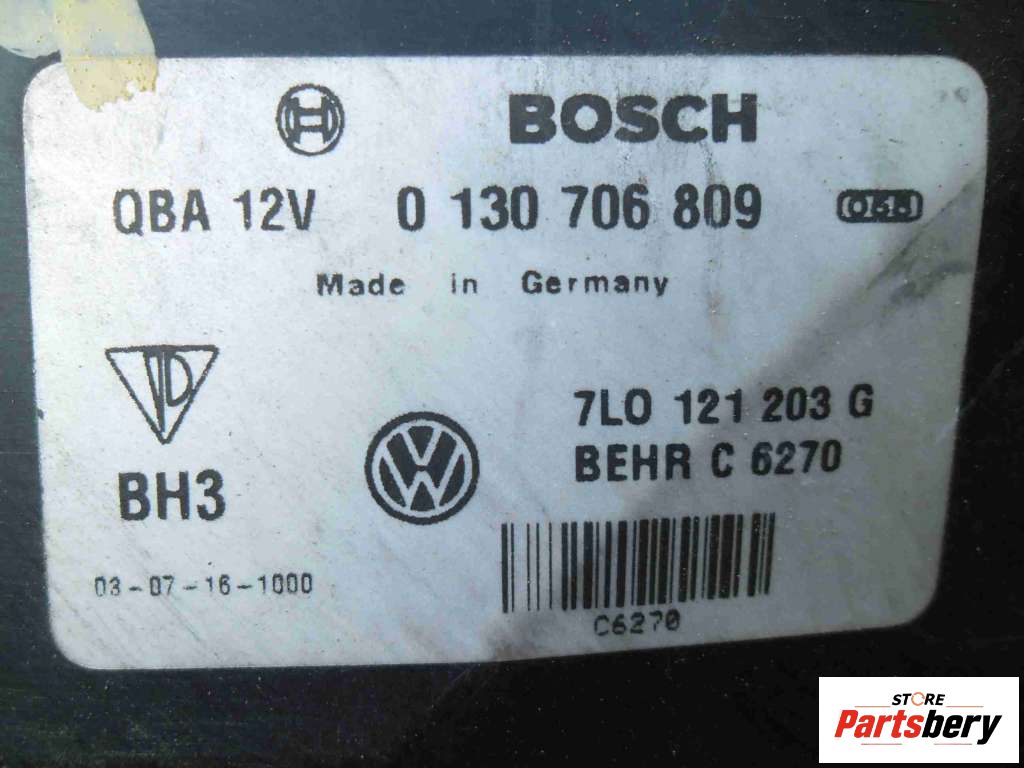 BOSCH
QBA 12V 0 130 706 809
Made in Germany
7L0 121 203 G
BEHR C 6270
BH3
03-07-16-1000
C6270
STORE
Partsbery